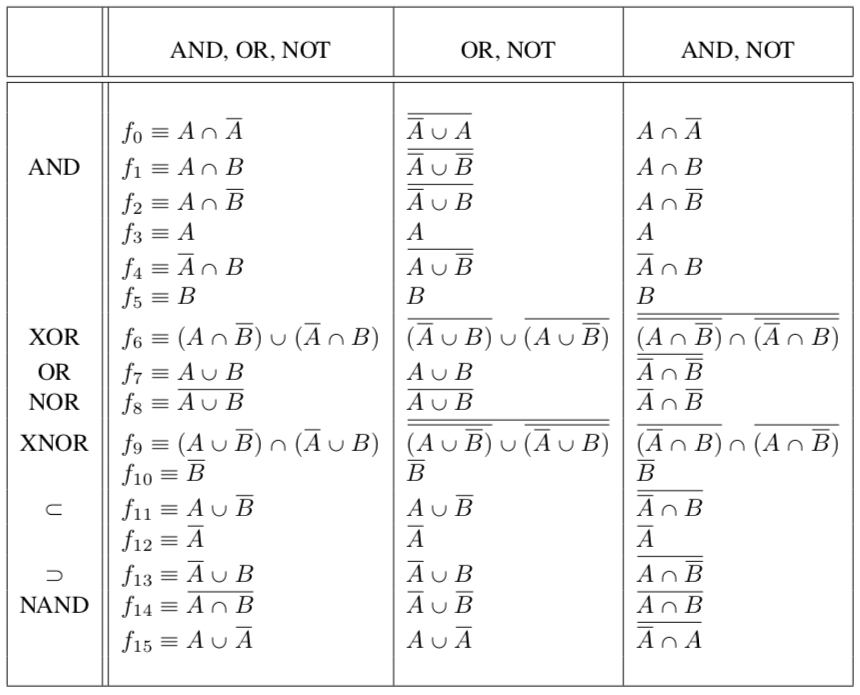 AND, OR, NOT OR, NOT AND, NOT
$f_0 \equiv A \cap \overline{A}$ $\overline{\overline{A} \cup A}$ $A \cap \overline{A}$
AND $f_1 \equiv A \cap B$ $\overline{\overline{A} \cup \overline{B}}$ $A \cap B$
$f_2 \equiv A \cap \overline{B}$ $\overline{\overline{A} \cup B}$ $A \cap \overline{B}$
$f_3 \equiv A$ $A$ $A$
$f_4 \equiv \overline{A} \cap B$ $\overline{A \cup \overline{B}}$ $\overline{A} \cap B$
$f_5 \equiv B$ $B$ $B$
XOR $f_6 \equiv (A \cap \overline{B}) \cup (\overline{A} \cap B)$ $\overline{(\overline{A} \cup B)} \cup \overline{(A \cup \overline{B})}$ $\overline{\overline{(A \cap \overline{B})} \cap \overline{(\overline{A} \cap B)}}$
OR $f_7 \equiv A \cup B$ $A \cup B$ $\overline{\overline{A} \cap \overline{B}}$
NOR $f_8 \equiv \overline{A \cup B}$ $\overline{A \cup B}$ $\overline{A} \cap \overline{B}$
XNOR $f_9 \equiv (A \cup \overline{B}) \cap (\overline{A} \cup B)$ $\overline{\overline{(A \cup \overline{B})} \cup \overline{(\overline{A} \cup B)}}$ $\overline{(\overline{A} \cap B)} \cap \overline{(A \cap \overline{B})}$
$f_{10} \equiv \overline{B}$ $\overline{B}$ $\overline{B}$
$\subset$ $f_{11} \equiv A \cup \overline{B}$ $A \cup \overline{B}$ $\overline{\overline{A} \cap B}$
$f_{12} \equiv \overline{A}$ $\overline{A}$ $\overline{A}$
$\supset$ $f_{13} \equiv \overline{A} \cup B$ $\overline{A} \cup B$ $\overline{A \cap \overline{B}}$
NAND $f_{14} \equiv \overline{A \cap B}$ $\overline{A} \cup \overline{B}$ $\overline{A \cap B}$
$f_{15} \equiv A \cup \overline{A}$ $A \cup \overline{A}$ $\overline{\overline{A} \cap A}$